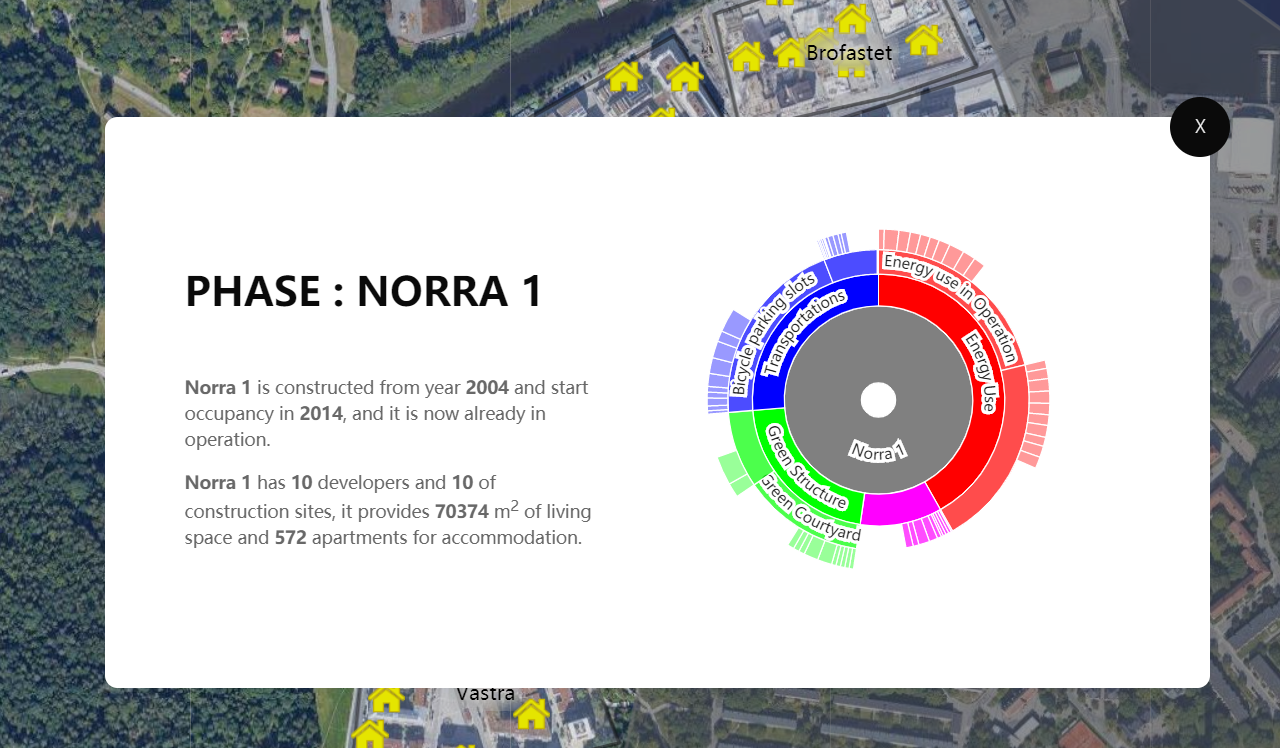 Brofastet
X
PHASE : NORRA 1
Norra 1 is constructed from year 2004 and start
occupancy in 2014, and it is now already in
operation.
Norra 1 has 10 developers and 10 of
construction sites, it provides 70374 m2 of living
space and 572 apartments for accommodation.
Energy use in Operation
Energy Use
Transportations
Bicycle parking slots
Norra 1
Green Structure
Green Courtyard
Västra